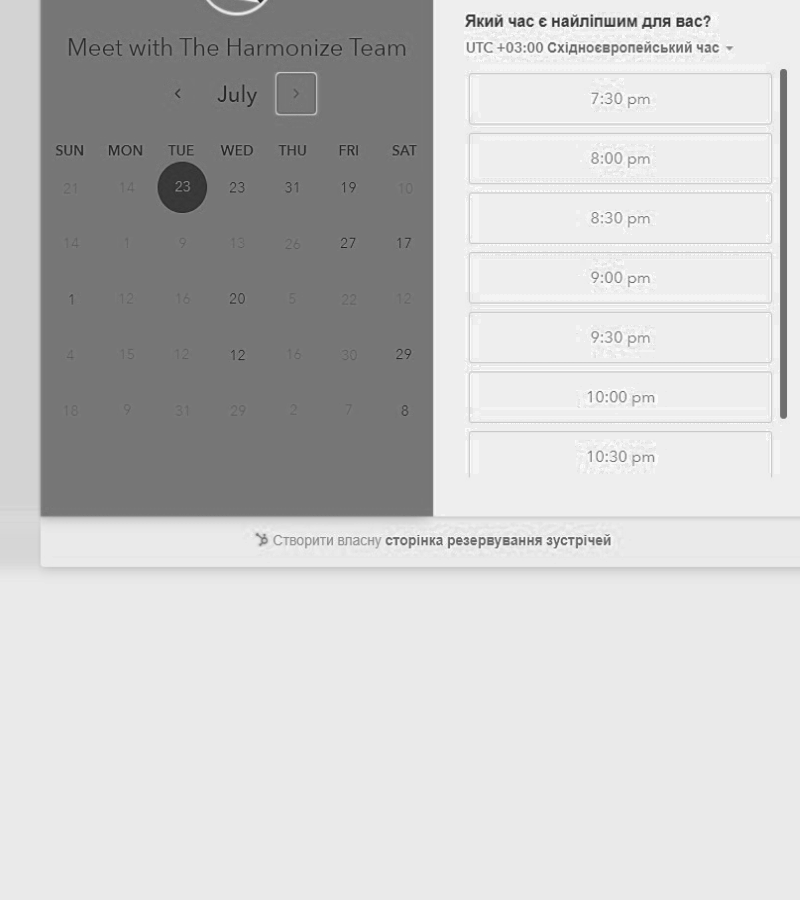 Meet with The Harmonize Team
July
SUN MON TUE WED THU FRI SAT
21 14 23 23 31 19 10
14 1 9 13 26 27 17
1 12 16 20 5 22 12
4 15 12 12 16 30 29
18 9 31 29 2 7 8
Який час є найліпшим для вас?
UTC +03:00 Східноєвропейський час
7:30 pm
8:00 pm
8:30 pm
9:00 pm
9:30 pm
10:00 pm
10:30 pm
Створити власну сторінка резервування зустрічей